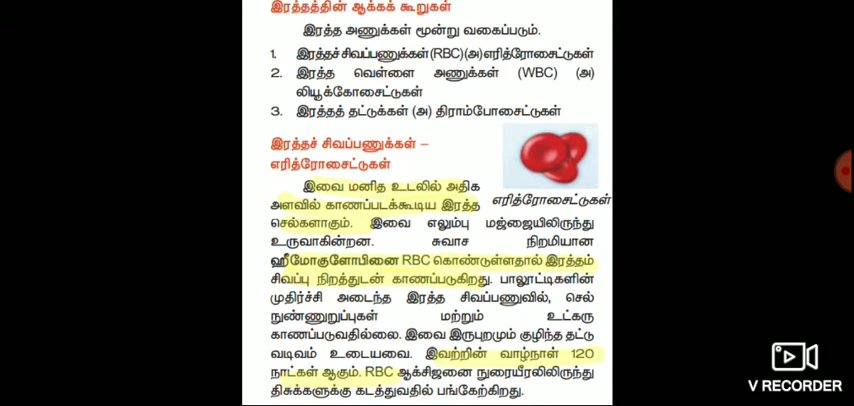 இரத்தத்தின் ஆக்கக் கூறுகள்
இரத்த அணுக்கள் மூன்று வகைப்படும்.
1. இரத்தச்சிவப்பணுக்கள்(RBC)(அ)எரித்ரோசைட்டுகள்
2. இரத்த வெள்ளை அணுக்கள் (WBC) (அ)
லியூக்கோசைட்டுகள்
3. இரத்தத் தட்டுக்கள் (அ) திராம்போசைட்டுகள்
இரத்தச் சிவப்பணுக்கள் –
எரித்ரோசைட்டுகள்
இவை மனித உடலில் அதிக
அளவில் காணப்படக்கூடிய இரத்த
செல்களாகும். இவை எலும்பு மஜ்ஜையிலிருந்து
உருவாகின்றன. சுவாச நிறமியான
ஹீமோகுளோபினை RBC கொண்டுள்ளதால் இரத்தம்
சிவப்பு நிறத்துடன் காணப்படுகிறது. பாலூட்டிகளின்
முதிர்ச்சி அடைந்த இரத்த சிவப்பணுவில், செல்
நுண்ணுறுப்புகள் மற்றும் உட்கரு
காணப்படுவதில்லை. இவை இருபுறமும் குழிந்த தட்டு
வடிவம் உடையவை. இவற்றின் வாழ்நாள் 120
நாட்கள் ஆகும். RBC ஆக்சிஜனை நுரையீரலிலிருந்து
திசுக்களுக்கு கடத்துவதில் பங்கேற்கிறது.
எரித்ரோசைட்டுகள்
V RECORDER